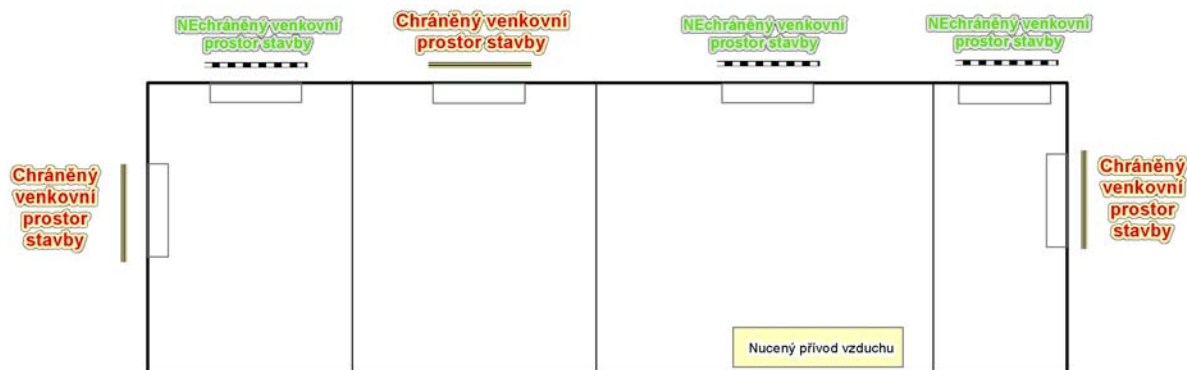 NEchráněný venkovní
prostor stavby
Chráněný venkovní
prostor stavby
NEchráněný venkovní
prostor stavby
NEchráněný venkovní
prostor stavby
Chráněný
venkovní
prostor
stavby
Chráněný
venkovní
prostor
stavby
Nucený přívod vzduchu